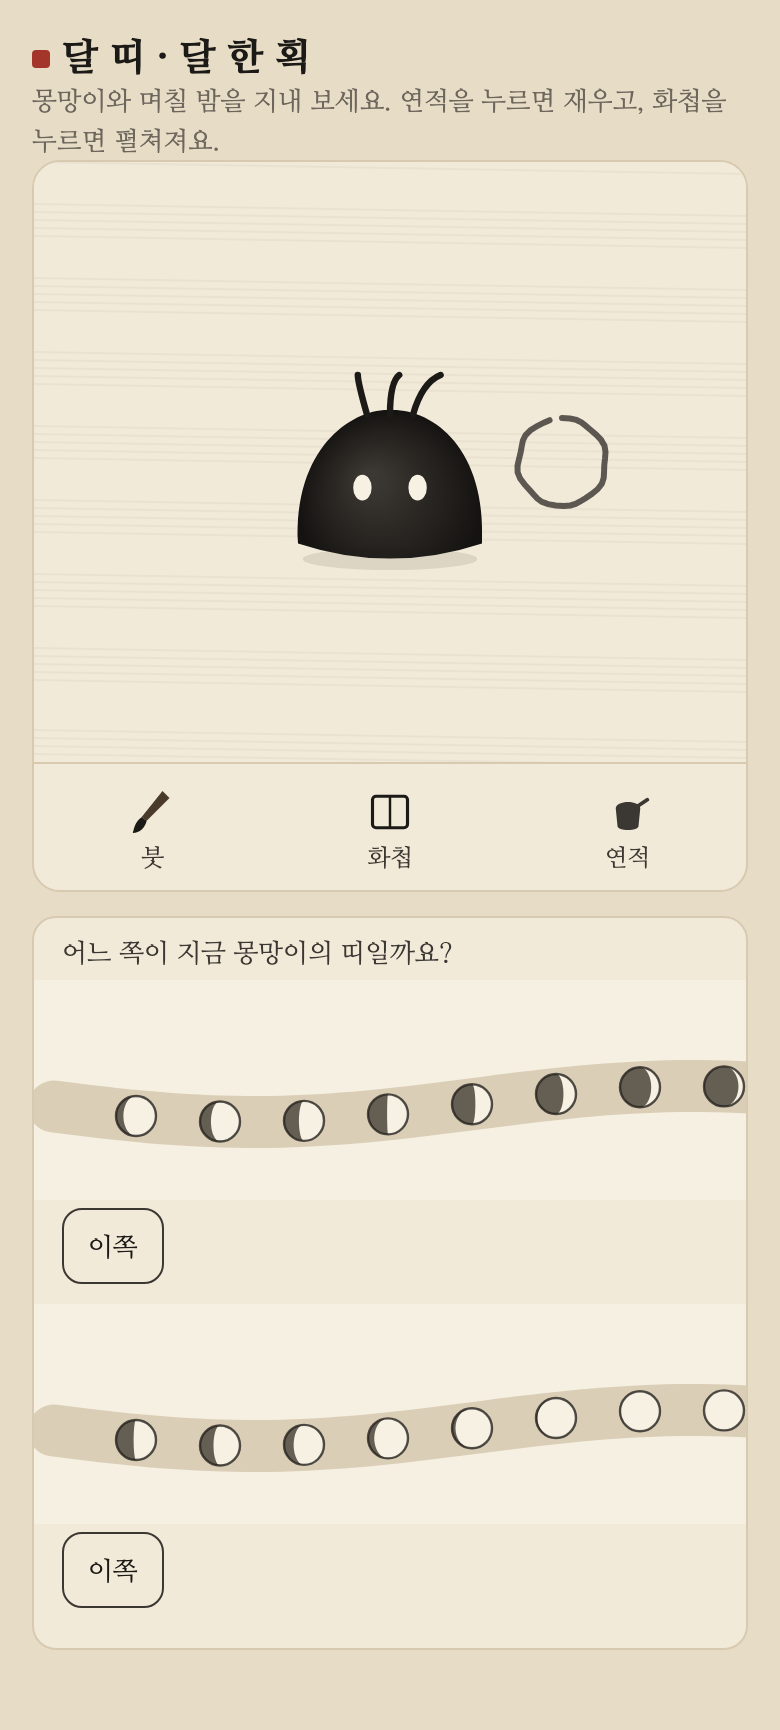 달 띠 · 달 한 획
몽망이와 며칠 밤을 지내 보세요. 연적을 누르면 재우고, 화첩을
누르면 펼쳐져요.
붓
화첩
연적
어느 쪽이 지금 몽망이의 띠일까요?
이쪽
이쪽